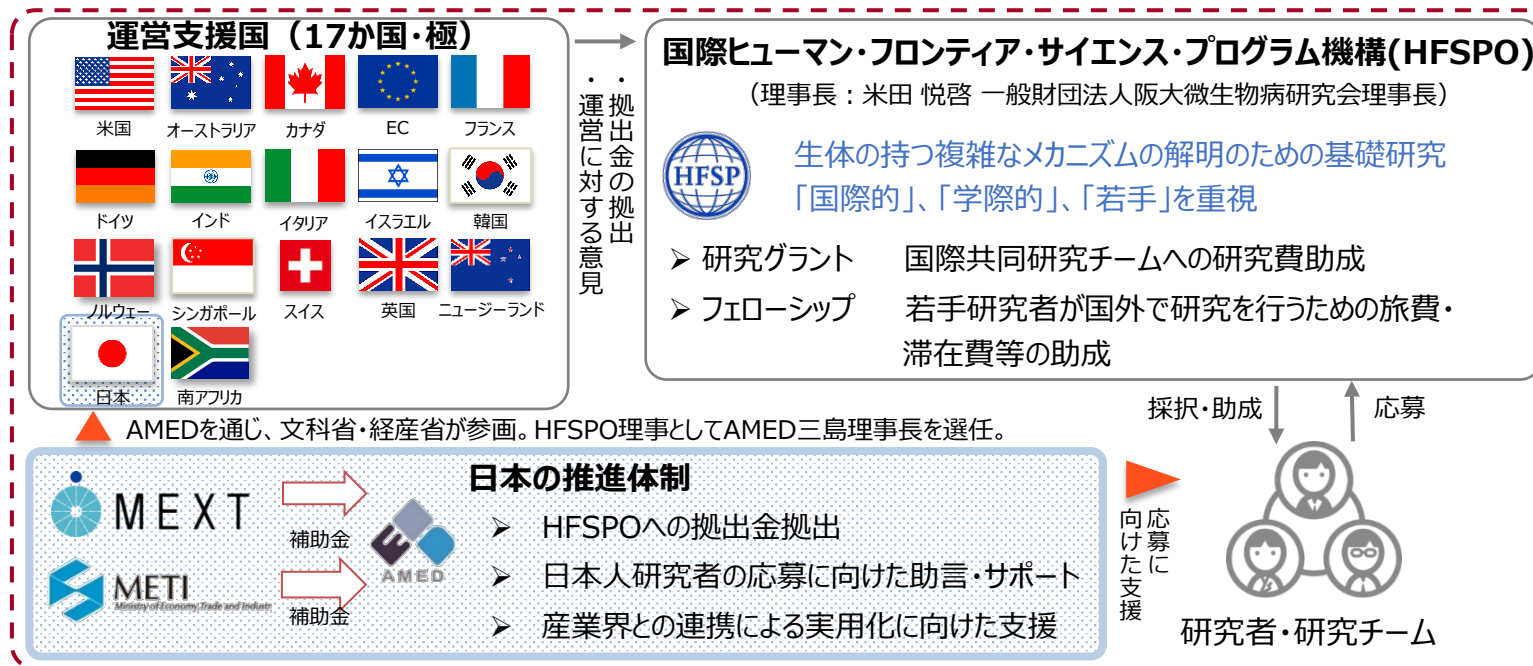 運営支援国（17か国・極）
米国
オーストラリア
カナダ
EC
フランス
ドイツ
インド
イタリア
イスラエル
韓国
ノルウェー
シンガポール
スイス
英国
ニュージーランド
日本
南アフリカ
・拠出金の拠出
・運営に対する意見
国際ヒューマン・フロンティア・サイエンス・プログラム機構(HFSPO)
（理事長：米田 悦啓 一般財団法人阪大微生物病研究会理事長）
HFSP
生体の持つ複雑なメカニズムの解明のための基礎研究
「国際的」、「学際的」、「若手」を重視
➢ 研究グラント 国際共同研究チームへの研究費助成
➢ フェローシップ 若手研究者が国外で研究を行うための旅費・
滞在費等の助成
採択・助成
応募
AMEDを通じ、文科省・経産省が参画。HFSPO理事としてAMED三島理事長を選任。
日本の推進体制
MEXT
補助金
METI
Ministry of Economy, Trade and Industr
補助金
AMED
➢ HFSPOへの拠出金拠出
➢ 日本人研究者の応募に向けた助言・サポート
➢ 産業界との連携による実用化に向けた支援
応募に
向けた支援
研究者・研究チーム